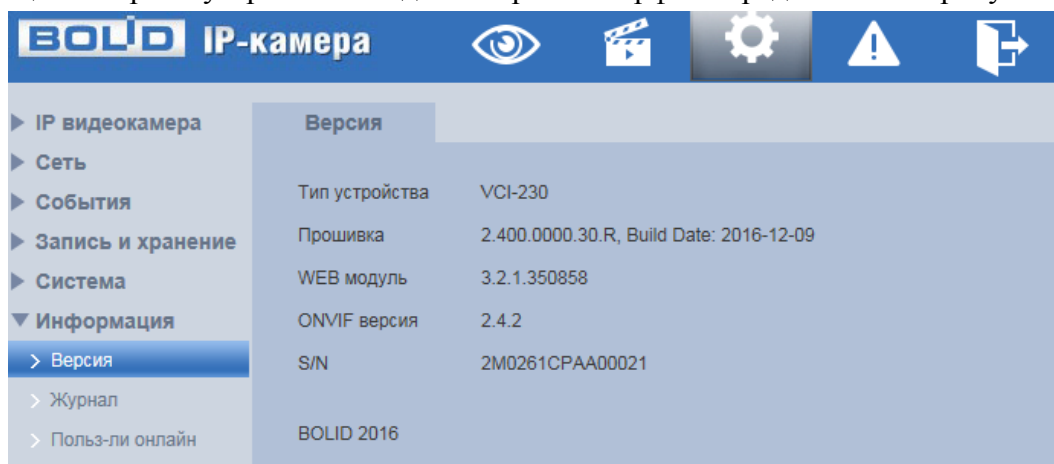 BOLID IP-камера
IP видеокамера
Сеть
События
Запись и хранение
Система
Информация
Версия
Журнал
Польз-ли онлайн
Версия
Тип устройства VCI-230
Прошивка 2.400.0000.30.R, Build Date: 2016-12-09
WEB модуль 3.2.1.350858
ONVIF версия 2.4.2
S/N 2M0261CPAA00021
BOLID 2016